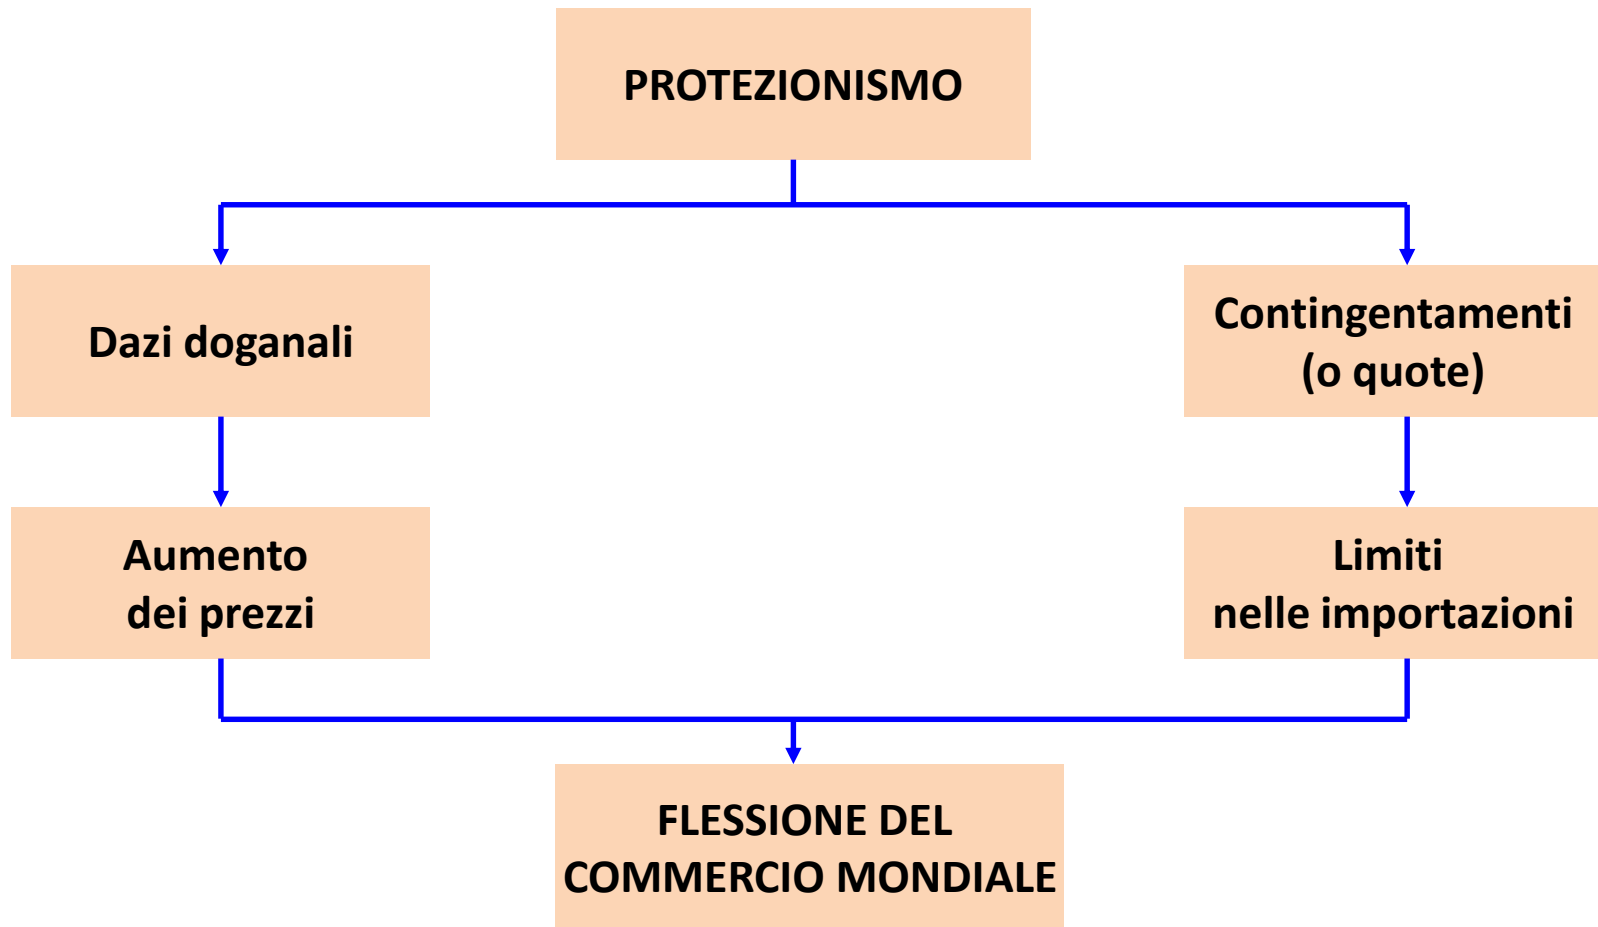 PROTEZIONISMO
Dazi doganali
Contingentamenti
(o quote)
Aumento
dei prezzi
Limiti
nelle importazioni
FLESSIONE DEL
COMMERCIO MONDIALE